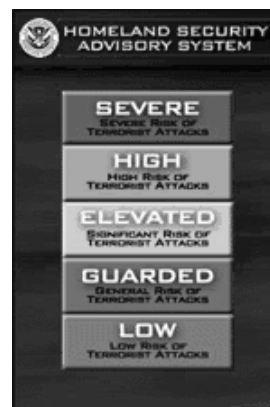 HOMELAND SECURITY
ADVISORY SYSTEM
SEVERE
SEVERE RISK OF
TERRORIST ATTACKS
HIGH
HIGH RISK OF
TERRORIST ATTACKS
ELEVATED
SIGNIFICANT RISK OF
TERRORIST ATTACKS
GUARDED
GENERAL RISK OF
TERRORIST ATTACKS
LOW
LOW RISK OF
TERRORIST ATTACKS